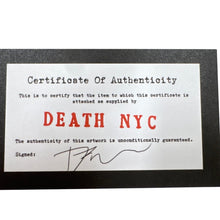 Certificate Of Authenticity
This is to certify that the item to which this certificate is
attached as supplied by
DEATH NYC
The authenticity of this artwork is unconditionally guaranteed.
Signed: